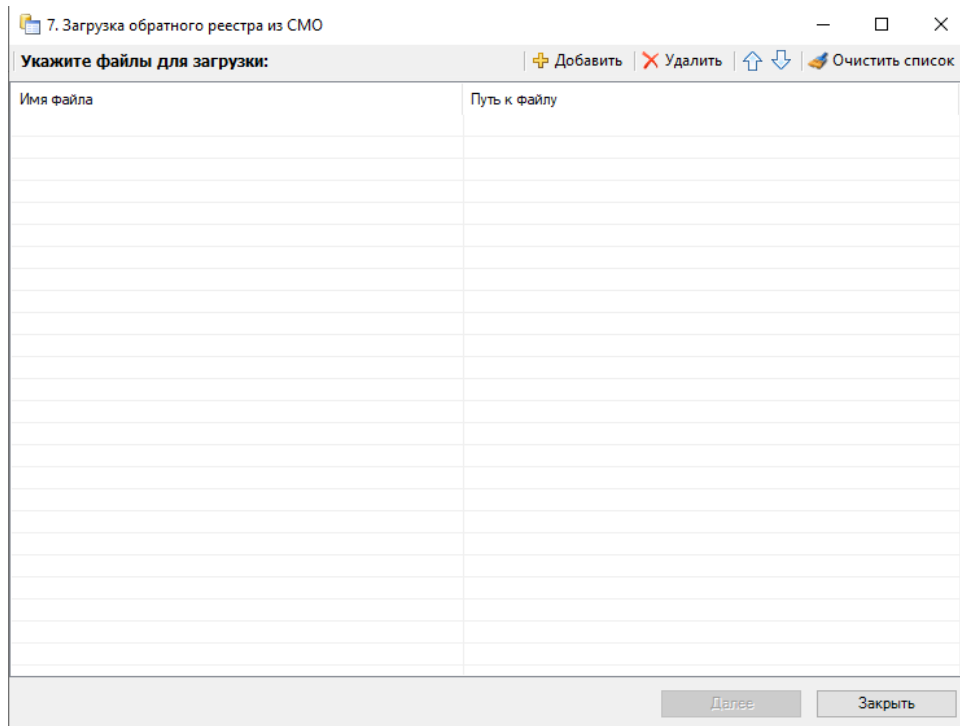 7. Загрузка обратного реестра из СМО
Укажите файлы для загрузки: Добавить Удалить Очистить список
Имя файла Путь к файлу
Далее Закрыть